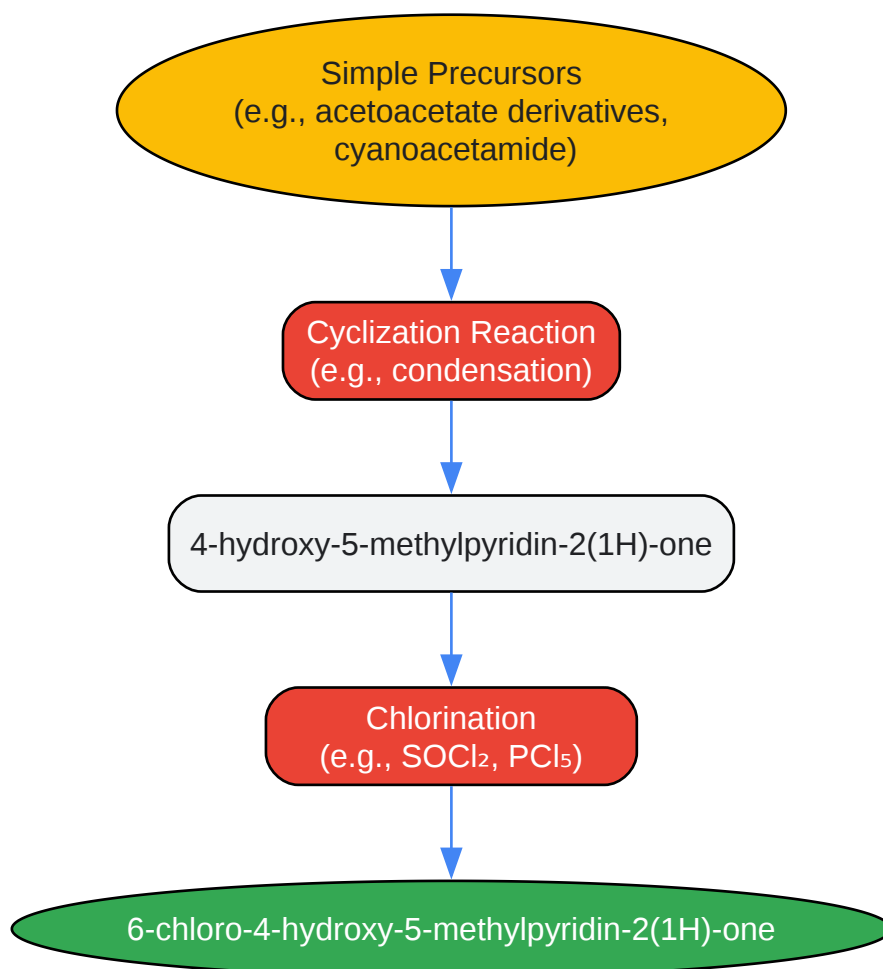 Simple Precursors
(e.g., acetoacetate derivatives,
cyanoacetamide)
Cyclization Reaction
(e.g., condensation)
4-hydroxy-5-methylpyridin-2(1H)-one
Chlorination
(e.g., SOCl₂, PCl₅)
6-chloro-4-hydroxy-5-methylpyridin-2(1H)-one